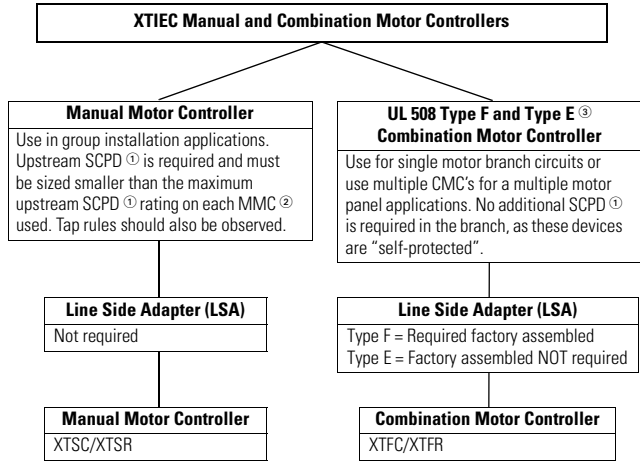 XTIEC Manual and Combination Motor Controllers
Manual Motor Controller
Use in group installation applications.
Upstream SCPD ① is required and must
be sized smaller than the maximum
upstream SCPD ① rating on each MMC ②
used. Tap rules should also be observed.
Line Side Adapter (LSA)
Not required
Manual Motor Controller
XTSC/XTSR
UL 508 Type F and Type E ③
Combination Motor Controller
Use for single motor branch circuits or
use multiple CMC's for a multiple motor
panel applications. No additional SCPD ①
is required in the branch, as these devices
are “self-protected”.
Line Side Adapter (LSA)
Type F = Required factory assembled
Type E = Factory assembled NOT required
Combination Motor Controller
XTFC/XTFR